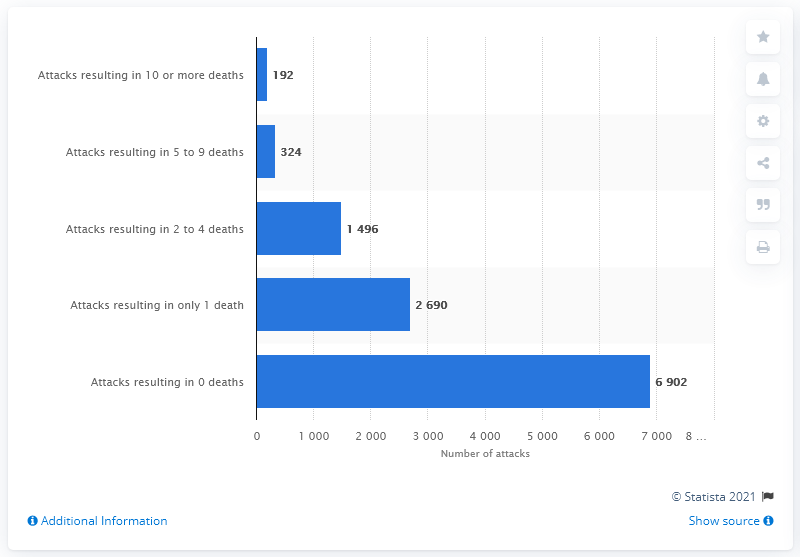 Attacks resulting in 10 or more deaths
192
Attacks resulting in 5 to 9 deaths
324
Attacks resulting in 2 to 4 deaths
1 496
Attacks resulting in only 1 death
2 690
Attacks resulting in 0 deaths
6 902
0 1 000 2 000 3 000 4 000 5 000 6 000 7 000 8 ...
Number of attacks
© Statista 2021
Additional Information
Show source